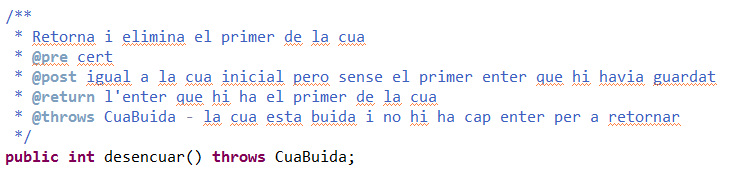 /**
 * Retorna i elimina el primer de la cua
 * @pre cert
 * @post igual a la cua inicial pero sense el primer enter que hi havia guardat
 * @return l'enter que hi ha el primer de la cua
 * @throws CuaBuida - la cua esta buida i no hi ha cap enter per a retornar
 */
public int desencuar() throws CuaBuida;